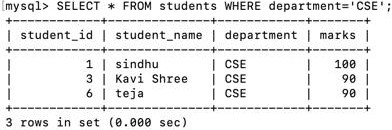 [mysql> SELECT * FROM students WHERE department='CSE';
+------------+--------------+------------+-------+
| student_id | student_name | department | marks |
+------------+--------------+------------+-------+
|          1 | sindhu       | CSE        |   100 |
|          3 | Kavi Shree   | CSE        |    90 |
|          6 | teja         | CSE        |    90 |
+------------+--------------+------------+-------+
3 rows in set (0.000 sec)